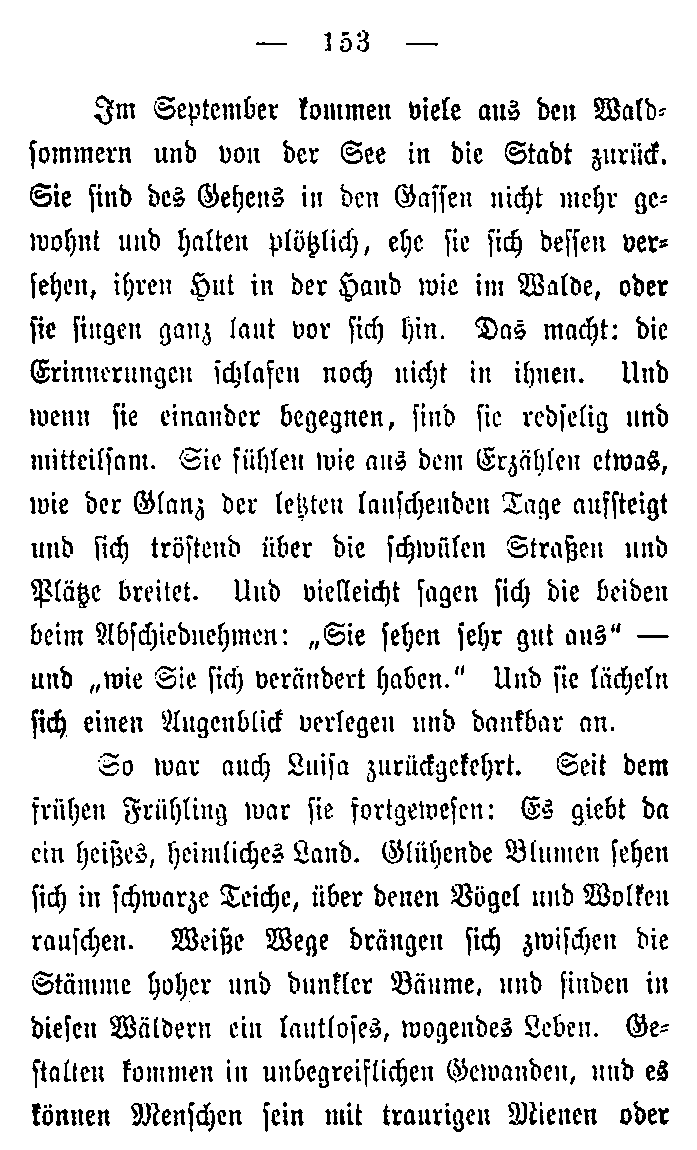 — 153 —
Im September kommen viele aus den Wald-
sommern und von der See in die Stadt zurück.
Sie sind des Gehens in den Gassen nicht mehr ge-
wohnt und halten plötzlich, ehe sie sich dessen ver-
sehen, ihren Hut in der Hand wie im Walde, oder
sie singen ganz laut vor sich hin. Das macht: die
Erinnerungen schlafen noch nicht in ihnen. Und
wenn sie einander begegnen, sind sie redselig und
mitteilsam. Sie fühlen wie aus dem Erzählen etwas,
wie der Glanz der letzten lauschenden Tage aufsteigt
und sich tröstend über die schwülen Straßen und
Plätze breitet. Und vielleicht sagen sich die beiden
beim Abschiednehmen: „Sie sehen sehr gut aus“ —
und „wie Sie sich verändert haben.“ Und sie lächeln
sich einen Augenblick verlegen und dankbar an.
So war auch Luisa zurückgekehrt. Seit dem
frühen Frühling war sie fortgewesen: Es giebt da
ein heißes, heimliches Land. Glühende Blumen sehen
sich in schwarze Teiche, über denen Vögel und Wolken
rauschen. Weiße Wege drängen sich zwischen die
Stämme hoher und dunkler Bäume, und finden in
diesen Wäldern ein lautloses, wogendes Leben. Ge-
stalten kommen in unbegreiflichen Gewanden, und es
können Menschen sein mit traurigen Mienen oder